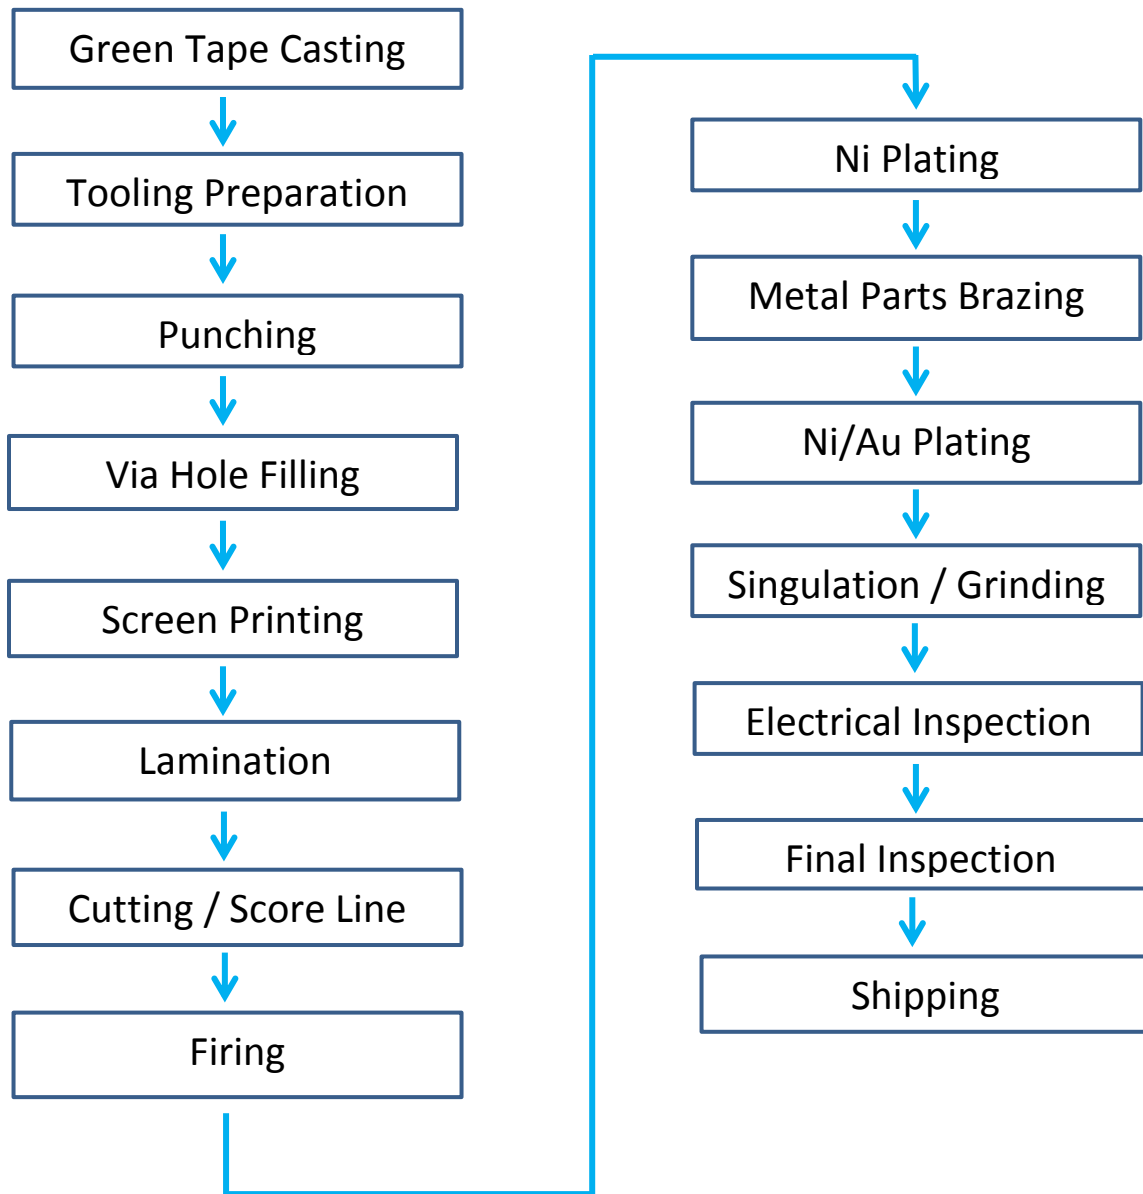 Green Tape Casting
Tooling Preparation
Punching
Via Hole Filling
Screen Printing
Lamination
Cutting / Score Line
Firing
Ni Plating
Metal Parts Brazing
Ni/Au Plating
Singulation / Grinding
Electrical Inspection
Final Inspection
Shipping